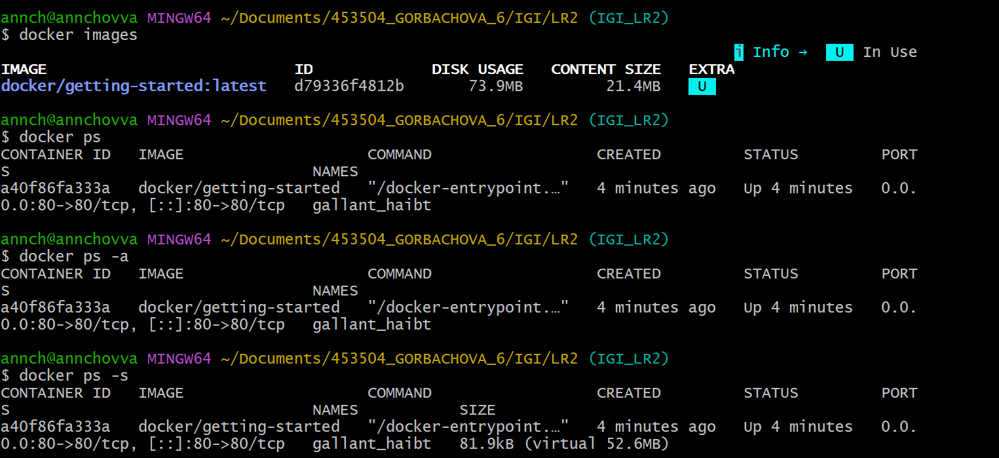 annch@annchovva MINGW64 ~/Documents/453504_GORBACHOVA_6/IGI/LR2 (IGI_LR2)
$ docker images
i Info → U In Use
IMAGE ID DISK USAGE CONTENT SIZE EXTRA
docker/getting-started:latest d79336f4812b 73.9MB 21.4MB U
annch@annchovva MINGW64 ~/Documents/453504_GORBACHOVA_6/IGI/LR2 (IGI_LR2)
$ docker ps
CONTAINER ID IMAGE COMMAND CREATED STATUS PORT
S NAMES
a40f86fa333a docker/getting-started "/docker-entrypoint.…" 4 minutes ago Up 4 minutes 0.0.
0.0:80->80/tcp, [::]:80->80/tcp gallant_haibt
annch@annchovva MINGW64 ~/Documents/453504_GORBACHOVA_6/IGI/LR2 (IGI_LR2)
$ docker ps -a
CONTAINER ID IMAGE COMMAND CREATED STATUS PORT
S NAMES
a40f86fa333a docker/getting-started "/docker-entrypoint.…" 4 minutes ago Up 4 minutes 0.0.
0.0:80->80/tcp, [::]:80->80/tcp gallant_haibt
annch@annchovva MINGW64 ~/Documents/453504_GORBACHOVA_6/IGI/LR2 (IGI_LR2)
$ docker ps -s
CONTAINER ID IMAGE COMMAND CREATED STATUS PORT
S NAMES SIZE
a40f86fa333a docker/getting-started "/docker-entrypoint.…" 4 minutes ago Up 4 minutes 0.0.
0.0:80->80/tcp, [::]:80->80/tcp gallant_haibt 81.9kB (virtual 52.6MB)